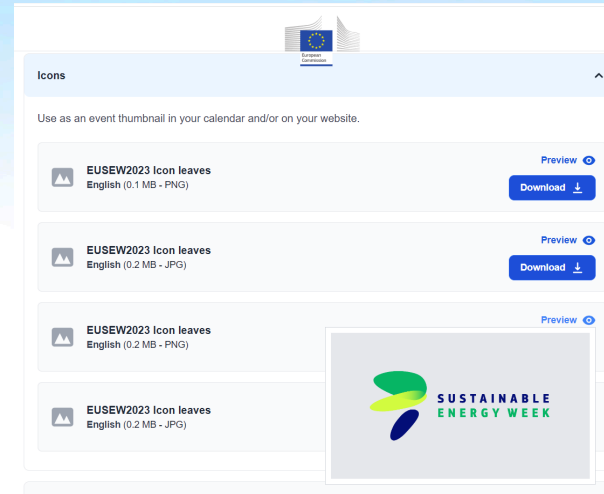 European
Commission
Icons
Use as an event thumbnail in your calendar and/or on your website.
EUSEW2023 Icon leaves
English (0.1 MB - PNG)
Preview
Download
EUSEW2023 Icon leaves
English (0.2 MB - JPG)
Preview
Download
EUSEW2023 Icon leaves
English (0.2 MB - PNG)
Preview
EUSEW2023 Icon leaves
English (0.2 MB - JPG)
SUSTAINABLE
ENERGY WEEK